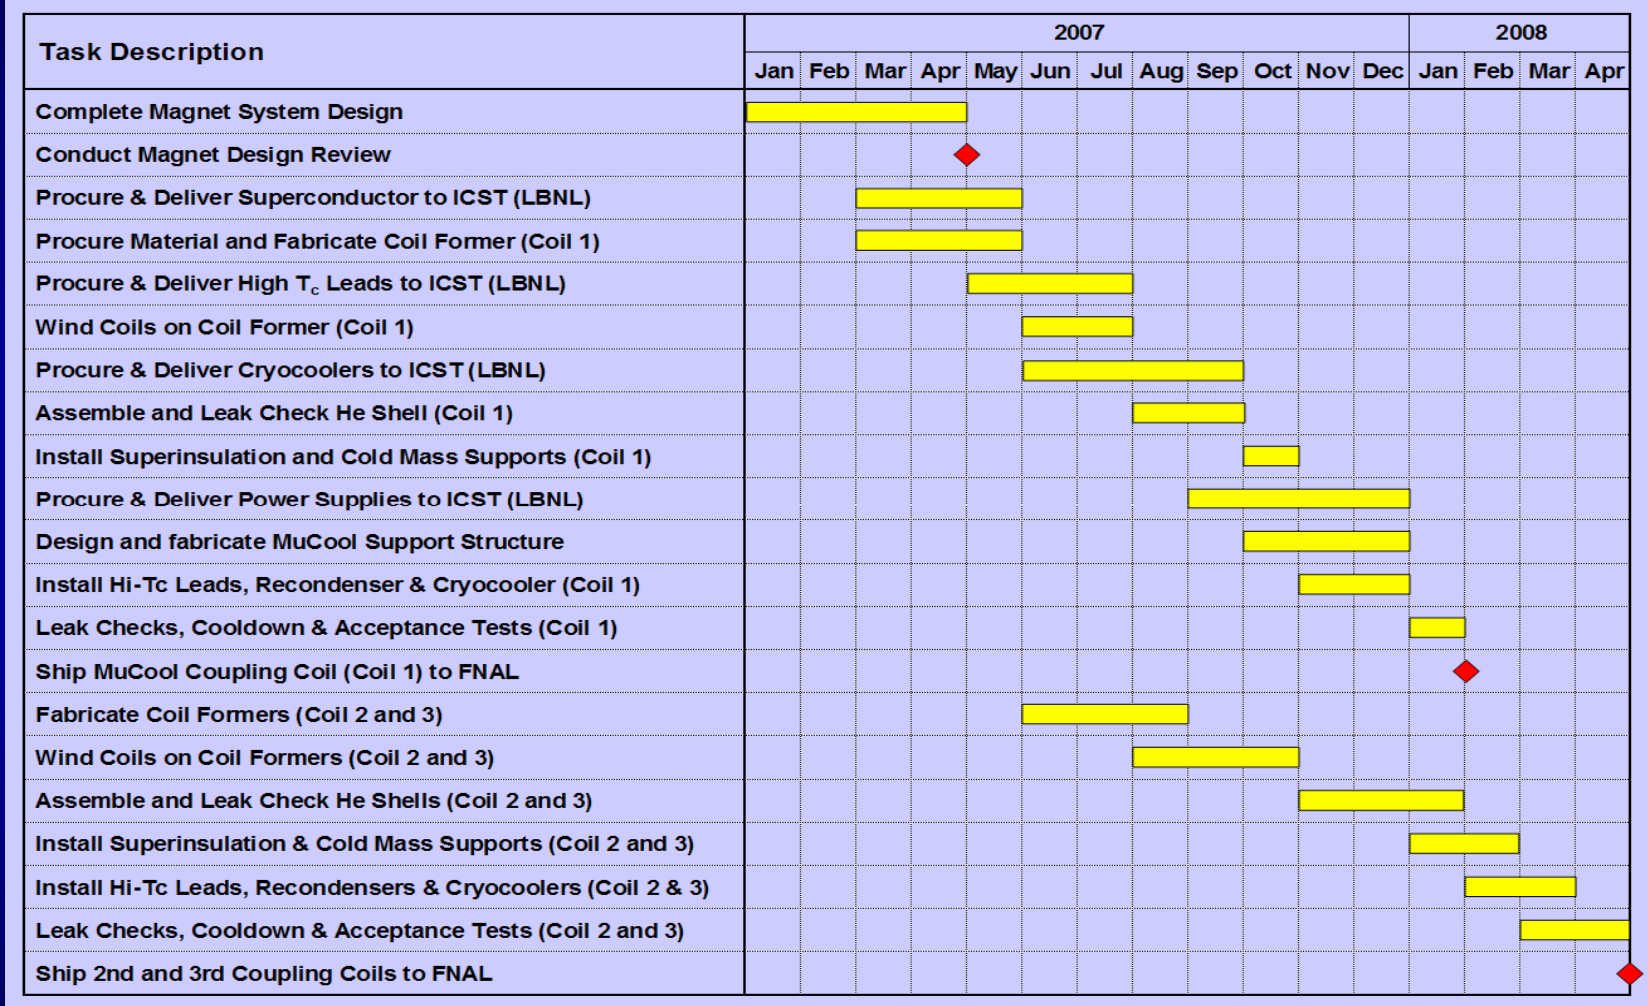 Task Description
2007 2008
Jan Feb Mar Apr May Jun Jul Aug Sep Oct Nov Dec Jan Feb Mar Apr
Complete Magnet System Design
Conduct Magnet Design Review
Procure & Deliver Superconductor to ICST (LBNL)
Procure Material and Fabricate Coil Former (Coil 1)
Procure & Deliver High Tc Leads to ICST (LBNL)
Wind Coils on Coil Former (Coil 1)
Procure & Deliver Cryocoolers to ICST (LBNL)
Assemble and Leak Check He Shell (Coil 1)
Install Superinsulation and Cold Mass Supports (Coil 1)
Procure & Deliver Power Supplies to ICST (LBNL)
Design and fabricate MuCool Support Structure
Install Hi-Tc Leads, Recondenser & Cryocooler (Coil 1)
Leak Checks, Cooldown & Acceptance Tests (Coil 1)
Ship MuCool Coupling Coil (Coil 1) to FNAL
Fabricate Coil Formers (Coil 2 and 3)
Wind Coils on Coil Formers (Coil 2 and 3)
Assemble and Leak Check He Shells (Coil 2 and 3)
Install Superinsulation & Cold Mass Supports (Coil 2 and 3)
Install Hi-Tc Leads, Recondensers & Cryocoolers (Coil 2 & 3)
Leak Checks, Cooldown & Acceptance Tests (Coil 2 and 3)
Ship 2nd and 3rd Coupling Coils to FNAL